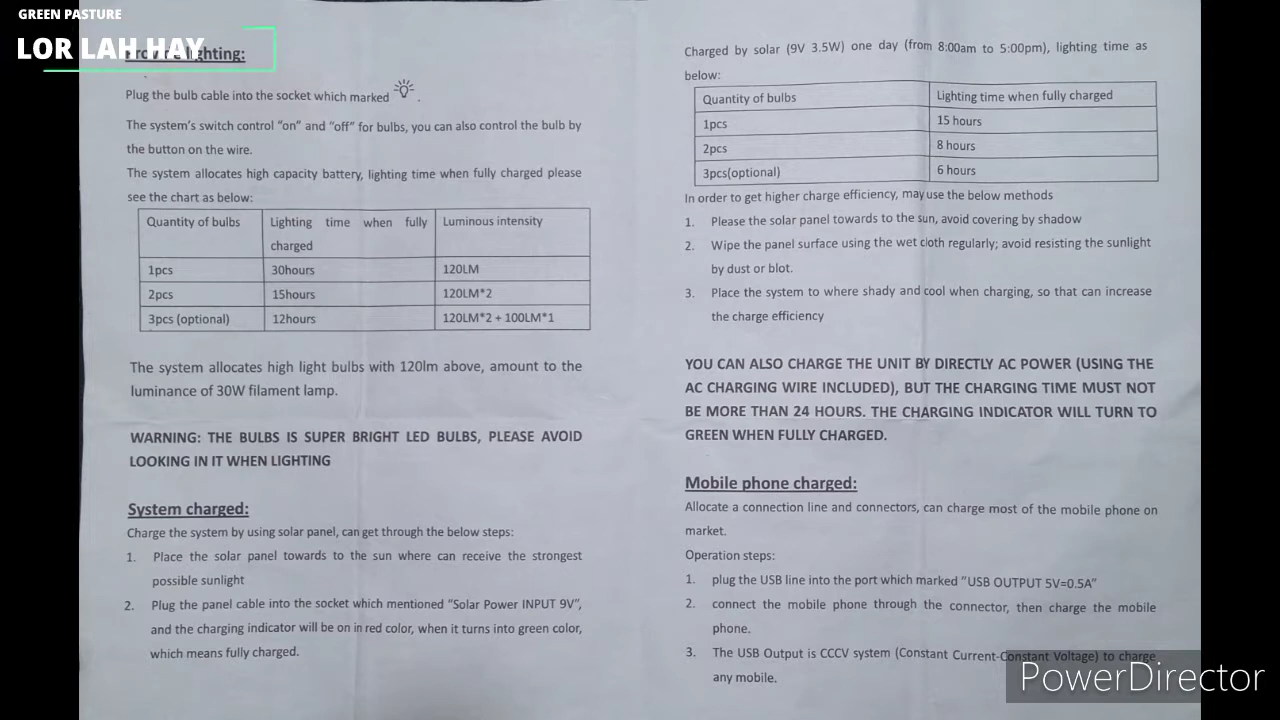 GREEN PASTURE
LOR LAH HAY
lighting:
Plug the bulb cable into the socket which marked .
The system's switch control "on" and "off" for bulbs, you can also control the bulb by
the button on the wire.
The system allocates high capacity battery, lighting time when fully charged please
see the chart as below:
Quantity of bulbs Lighting time when fully charged Luminous intensity
1pcs 30hours 120LM
2pcs 15hours 120LM*2
3pcs (optional) 12hours 120LM*2 + 100LM*1
The system allocates high light bulbs with 120lm above, amount to the
luminance of 30W filament lamp.
WARNING: THE BULBS IS SUPER BRIGHT LED BULBS, PLEASE AVOID
LOOKING IN IT WHEN LIGHTING
System charged:
Charge the system by using solar panel, can get through the below steps:
1. Place the solar panel towards to the sun where can receive the strongest
possible sunlight
2. Plug the panel cable into the socket which mentioned "Solar Power INPUT 9V",
and the charging indicator will be on in red color, when it turns into green color,
which means fully charged.
Charged by solar (9V 3.5W) one day (from 8:00am to 5:00pm), lighting time as
below:
Quantity of bulbs Lighting time when fully charged
1pcs 15 hours
2pcs 8 hours
3pcs(optional) 6 hours
In order to get higher charge efficiency, may use the below methods
1. Please the solar panel towards to the sun, avoid covering by shadow
2. Wipe the panel surface using the wet cloth regularly; avoid resisting the sunlight
by dust or blot.
3. Place the system to where shady and cool when charging, so that can increase
the charge efficiency
YOU CAN ALSO CHARGE THE UNIT BY DIRECTLY AC POWER (USING THE
AC CHARGING WIRE INCLUDED), BUT THE CHARGING TIME MUST NOT
BE MORE THAN 24 HOURS. THE CHARGING INDICATOR WILL TURN TO
GREEN WHEN FULLY CHARGED.
Mobile phone charged:
Allocate a connection line and connectors, can charge most of the mobile phone on
market.
Operation steps:
1. plug the USB line into the port which marked "USB OUTPUT 5V=0.5A"
2. connect the mobile phone through the connector, then charge the mobile
phone.
3. The USB Output is CCCV system (Constant Current-Constant Voltage) to charge
any mobile.
PowerDirector